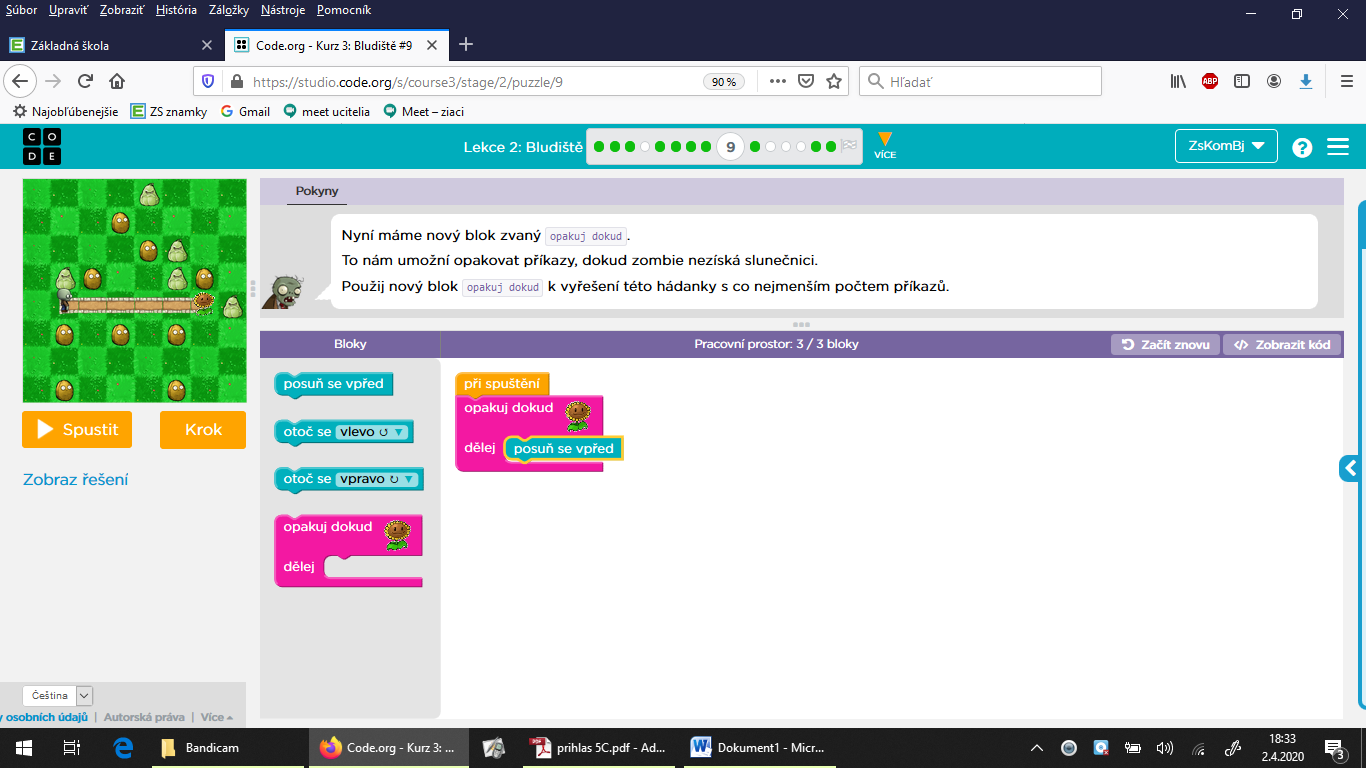 Súbor Upraviť Zobraziť História Záložky Nástroje Pomocník
Základná škola
Code.org - Kurz 3: Bludiště #9
https://studio.code.org/s/course3/stage/2/puzzle/9
90 %
Hľadať
Najobľúbenejšie ZS znamky Gmail meet ucitelia Meet – ziaci
C O
D E
Lekce 2: Bludiště
9
VÍCE
ZsKomBj
?
Pokyny
Nyní máme nový blok zvaný opakuj dokud.
To nám umožní opakovat příkazy, dokud zombie nezíská slunečnici.
Použij nový blok opakuj dokud k vyřešení této hádanky s co nejmenším počtem příkazů.
Bloky
Pracovní prostor: 3 / 3 bloky
Začít znovu
Zobrazit kód
posuň se vpřed
otoč se vlevo ↺
otoč se vpravo ↻
opakuj dokud
dělej
při spuštění
opakuj dokud
dělej posuň se vpřed
Spustit
Krok
Zobraz řešení
Čeština
y osobních údajů | Autorská práva | Více
Bandicam
Code.org - Kurz 3: ...
prihlas 5C.pdf - Ad...
Dokument1 - Micr...
18:33
2.4.2020
3